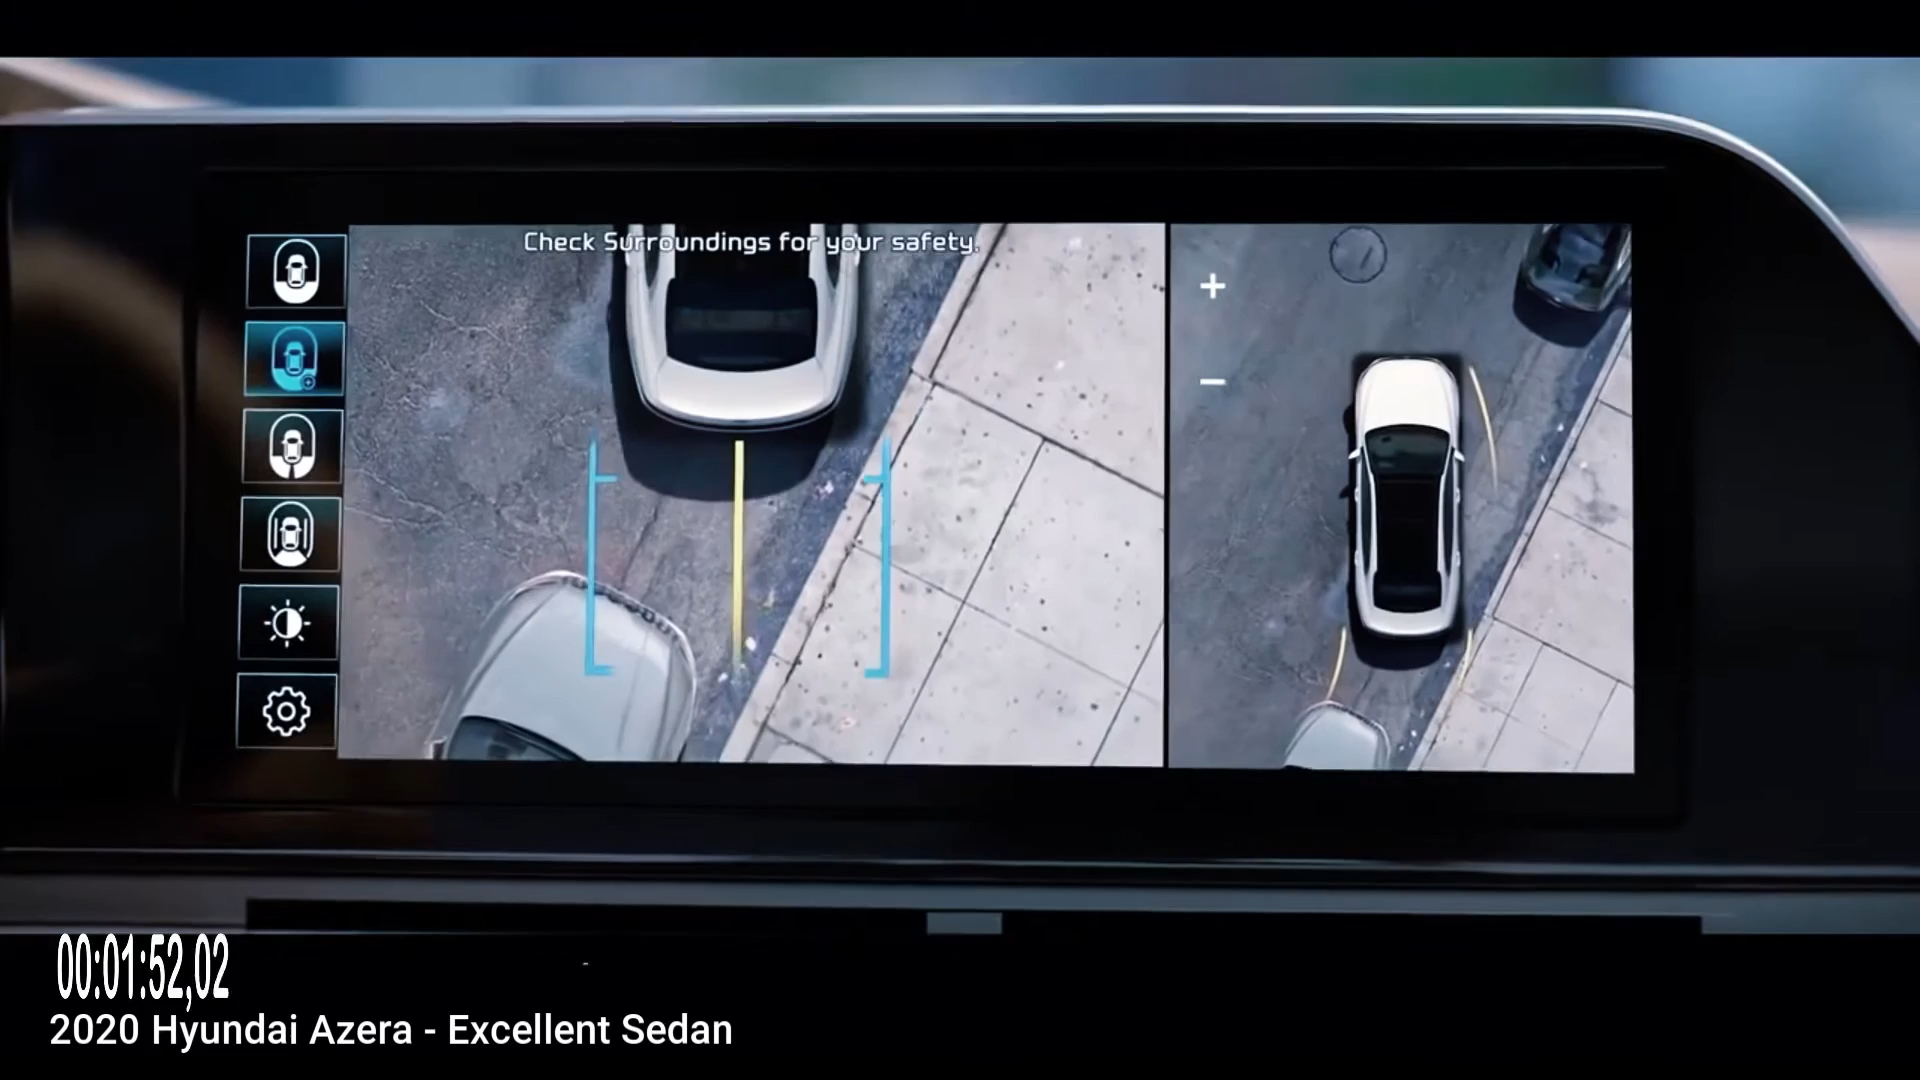 Check Surroundings for your safety.
+
−
00:01:52,02
2020 Hyundai Azera - Excellent Sedan